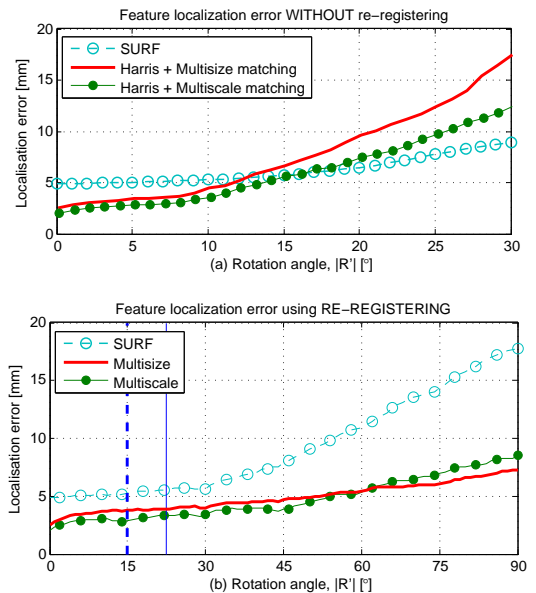 Feature localization error WITHOUT re−registering
20
15
10
5
0
Localisation error [mm]
SURF
Harris + Multisize matching
Harris + Multiscale matching
0 5 10 15 20 25 30
(a) Rotation angle, |R'| [°]
Feature localization error using RE−REGISTERING
20
15
10
5
0
Localisation error [mm]
SURF
Multisize
Multiscale
0 15 30 45 60 75 90
(b) Rotation angle, |R'| [°]